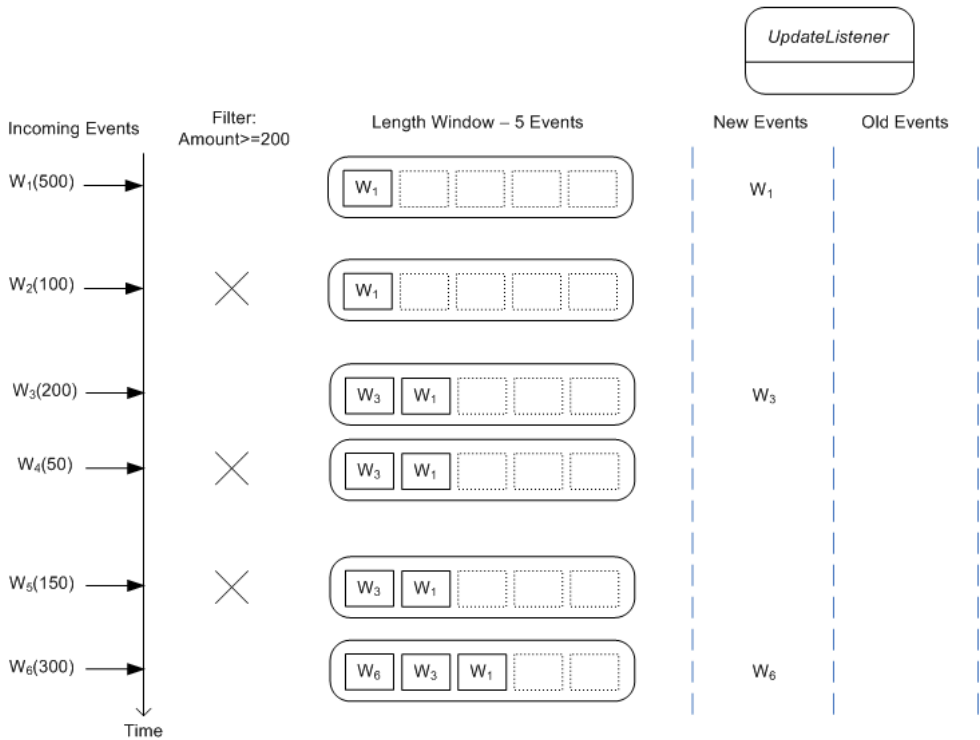 UpdateListener
Incoming Events
Filter:
Amount>=200
Length Window – 5 Events
New Events
Old Events
W₁(500)
W₁
W₁
W₂(100)
W₁
W₃(200)
W₃ W₁
W₃
W₄(50)
W₃ W₁
W₅(150)
W₃ W₁
W₆(300)
W₆ W₃ W₁
W₆
Time